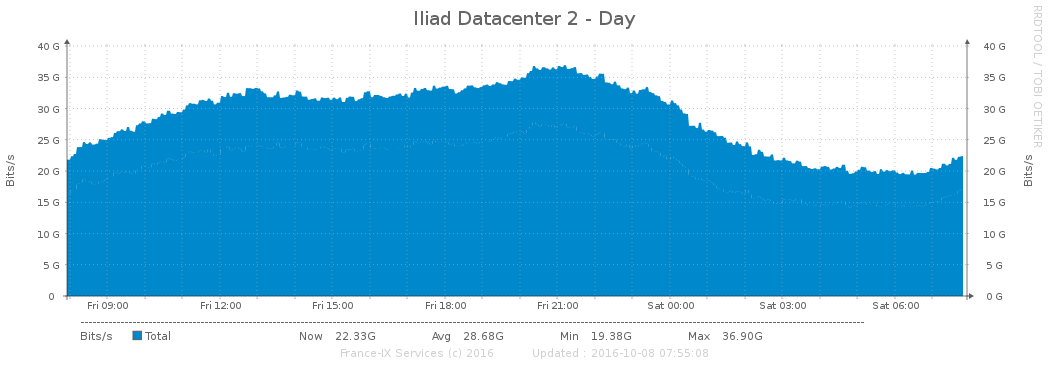 Iliad Datacenter 2 - Day
RRDTOOL / TOBI OETIKER
Bits/s
40 G 40 G
35 G 35 G
30 G 30 G
25 G 25 G
20 G 20 G
15 G 15 G
10 G 10 G
5 G 5 G
0 0 G
Bits/s
Fri 09:00 Fri 12:00 Fri 15:00 Fri 18:00 Fri 21:00 Sat 00:00 Sat 03:00 Sat 06:00
Bits/s Total Now 22.33G Avg 28.68G Min 19.38G Max 36.90G
France-IX Services (c) 2016 Updated : 2016-10-08 07:55:08